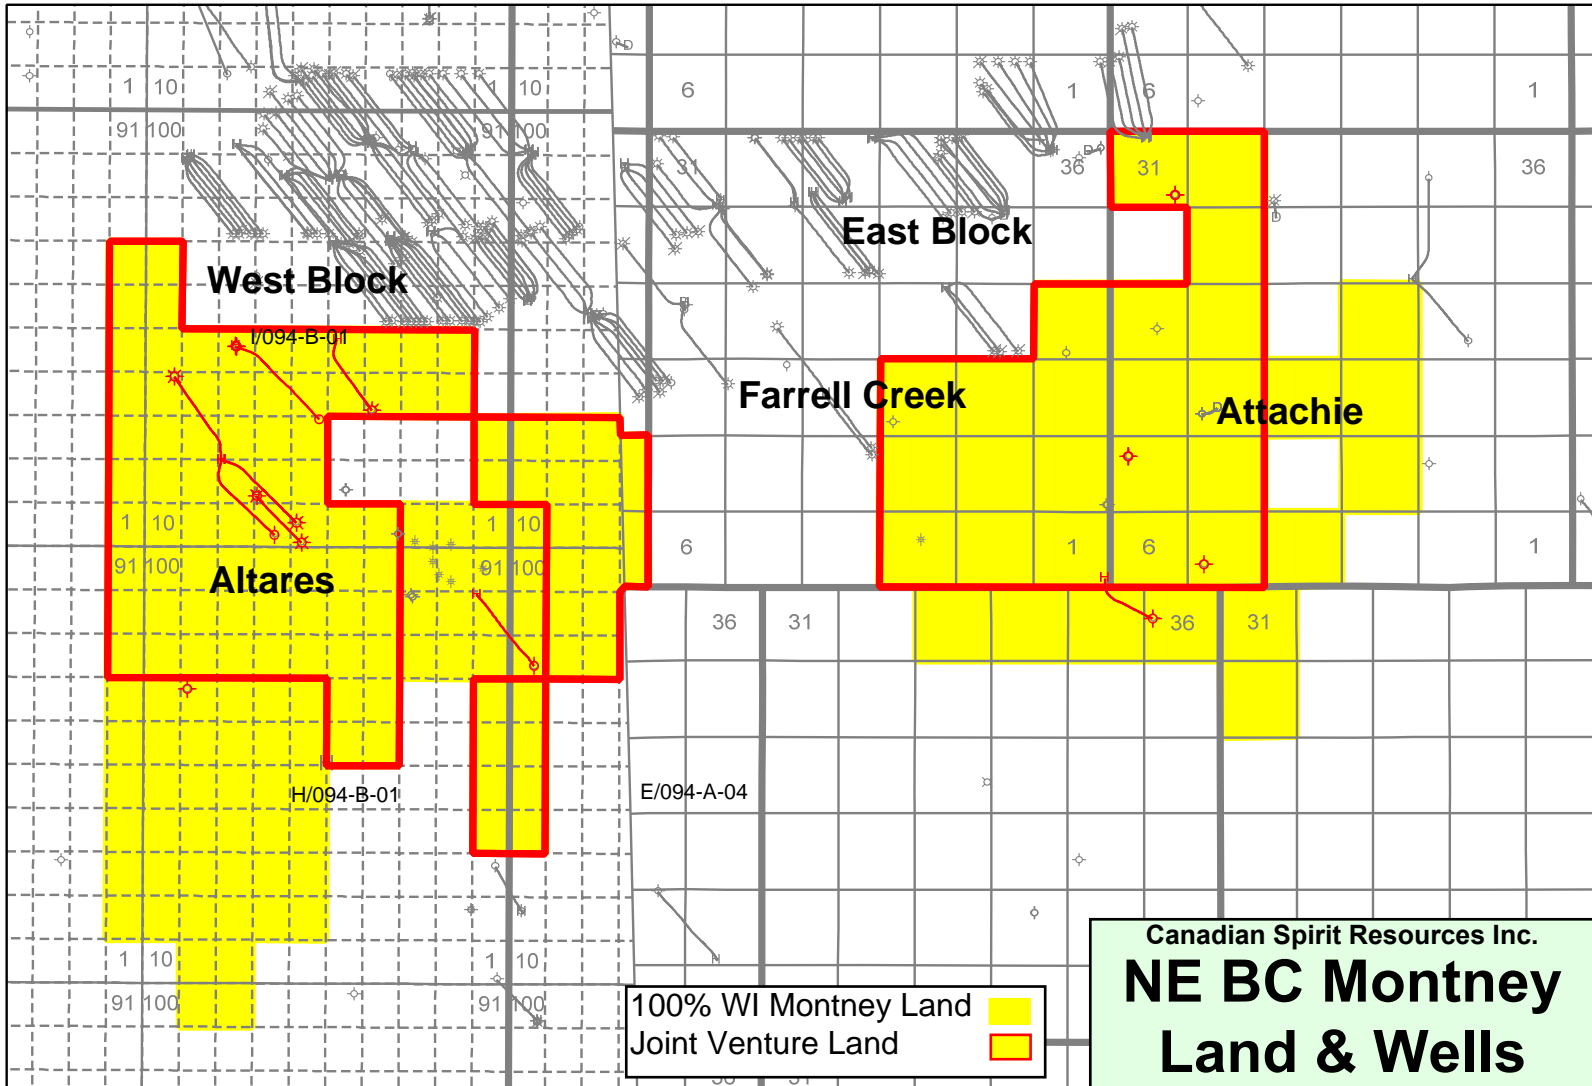 1 10 1 10 6 1 6 1
91 100 91 100
31 36 31 36
East Block
West Block
I/094-B-01
Farrell Creek
Attachie
1 10 1 10
6 1 6 1
91 100 91 100
Altares
36 31 36 31
H/094-B-01
E/094-A-04
1 10 1 10
91 100 91 100
Canadian Spirit Resources Inc.
NE BC Montney
Land & Wells
100% WI Montney Land
Joint Venture Land
36 31